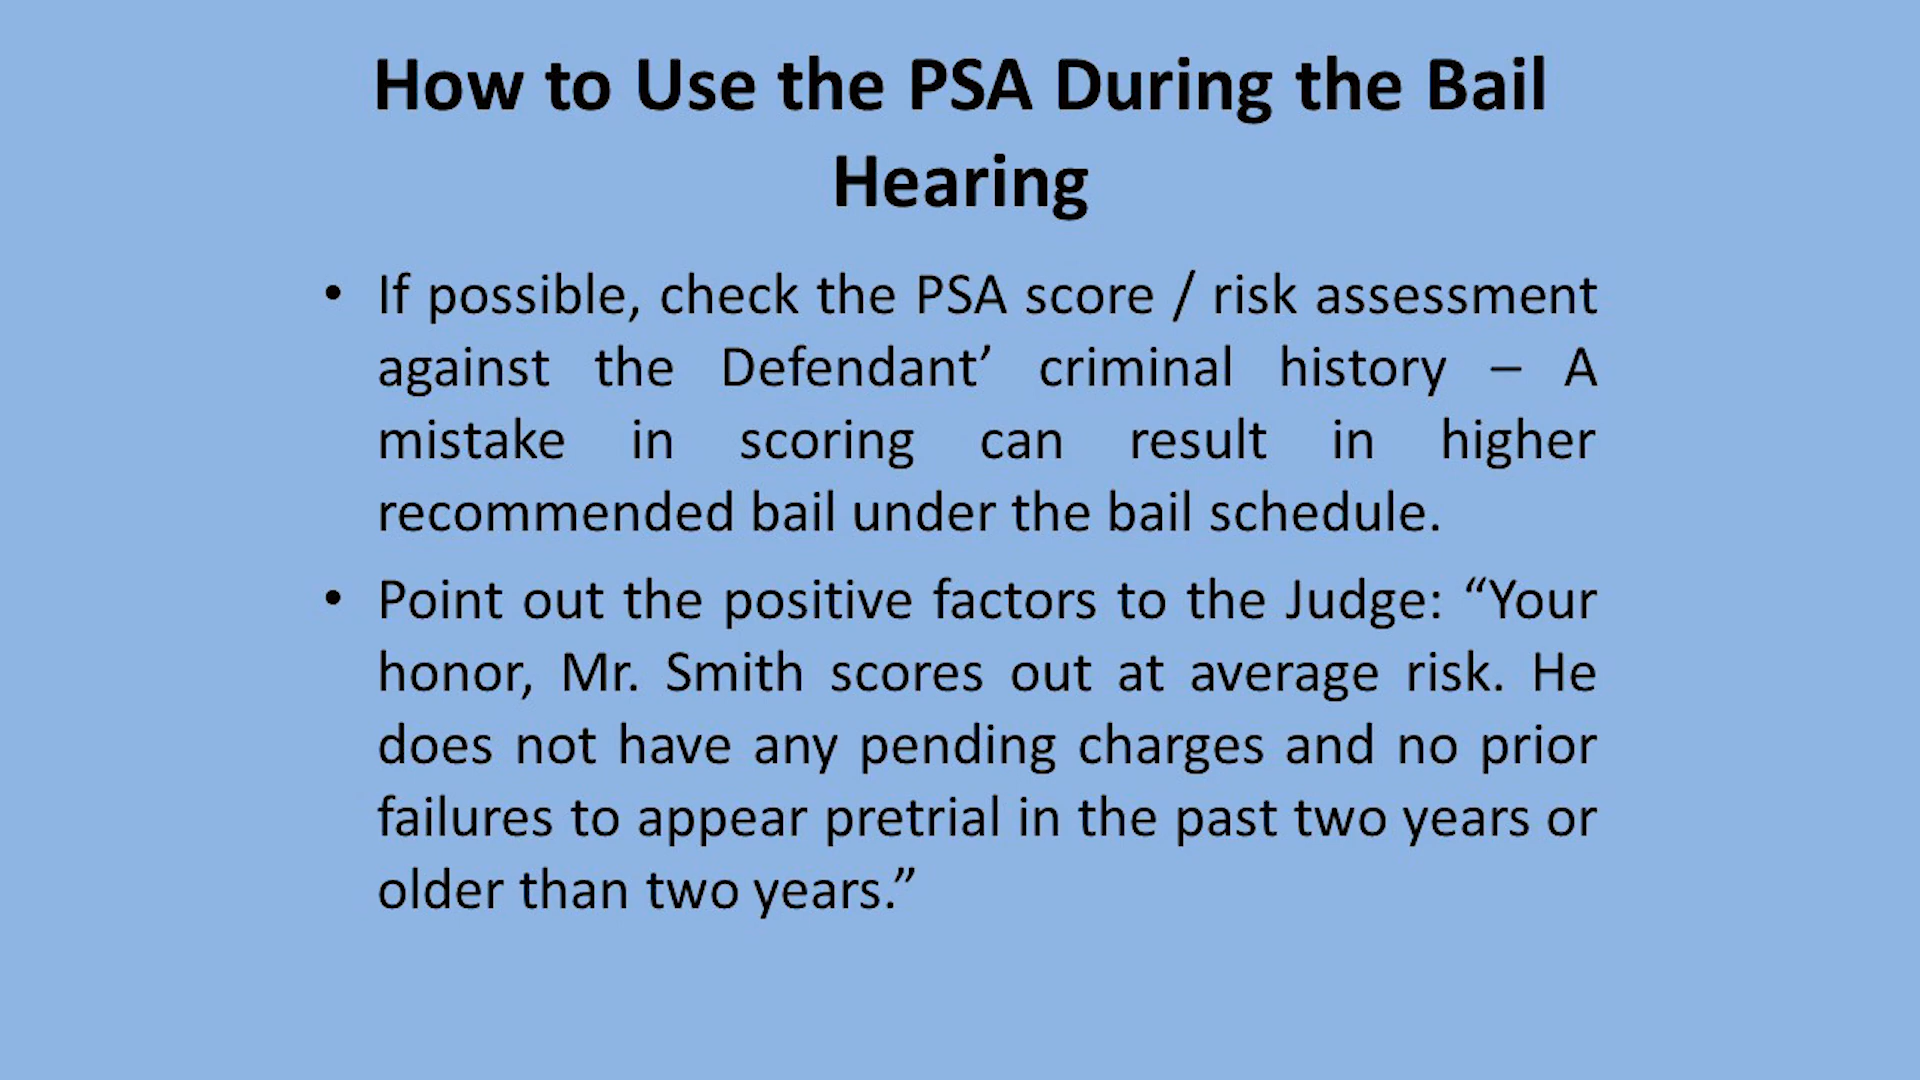 How to Use the PSA During the Bail
Hearing
• If possible, check the PSA score / risk assessment
against the Defendant’ criminal history – A
mistake in scoring can result in higher
recommended bail under the bail schedule.
• Point out the positive factors to the Judge: “Your
honor, Mr. Smith scores out at average risk. He
does not have any pending charges and no prior
failures to appear pretrial in the past two years or
older than two years.”